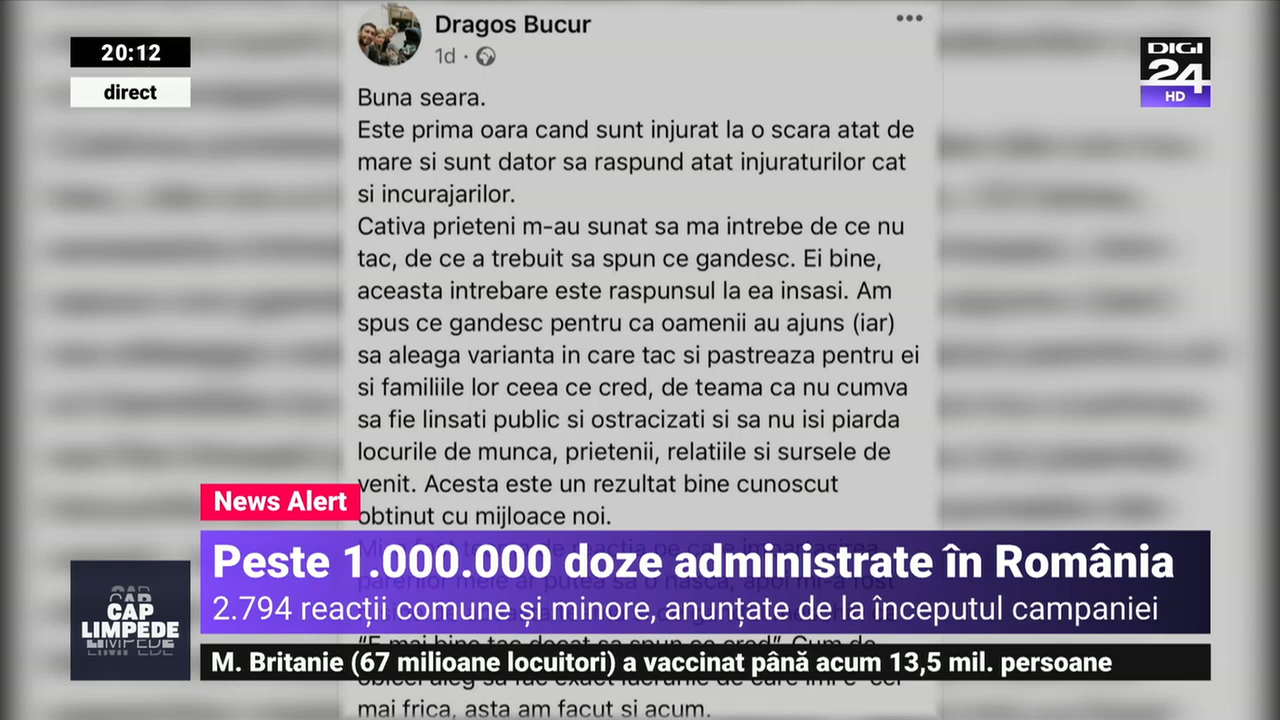 20:12
direct
DIGI
24
HD
Dragos Bucur
1d
Buna seara.
Este prima oara cand sunt injurat la o scara atat de
mare si sunt dator sa raspund atat injuraturilor cat
si incurajarilor.
Cativa prieteni m-au sunat sa ma intrebe de ce nu
tac, de ce a trebuit sa spun ce gandesc. Ei bine,
aceasta intrebare este raspunsul la ea insasi. Am
spus ce gandesc pentru ca oamenii au ajuns (iar)
sa aleaga varianta in care tac si pastreaza pentru ei
si familiile lor ceea ce cred, de teama ca nu cumva
sa fie linsati public si ostracizati si sa nu isi piarda
locurile de munca, prietenii, relatiile si sursele de
venit. Acesta este un rezultat bine cunoscut
obtinut cu mijloace noi.
mai frica, asta am facut si acum.
News Alert
Peste 1.000.000 doze administrate în România
2.794 reacții comune și minore, anunțate de la începutul campaniei
CAP
LIMPEDE
M. Britanie (67 milioane locuitori) a vaccinat până acum 13,5 mil. persoane